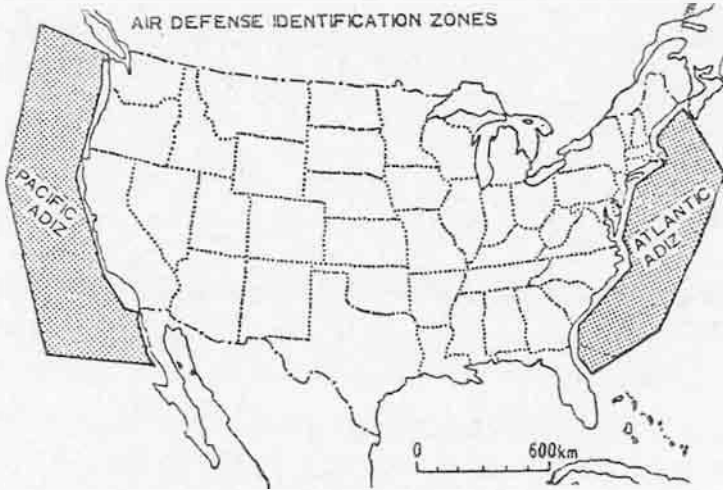 AIR DEFENSE IDENTIFICATION ZONES
PACIFIC
ADIZ
ATLANTIC
ADIZ
0 600km